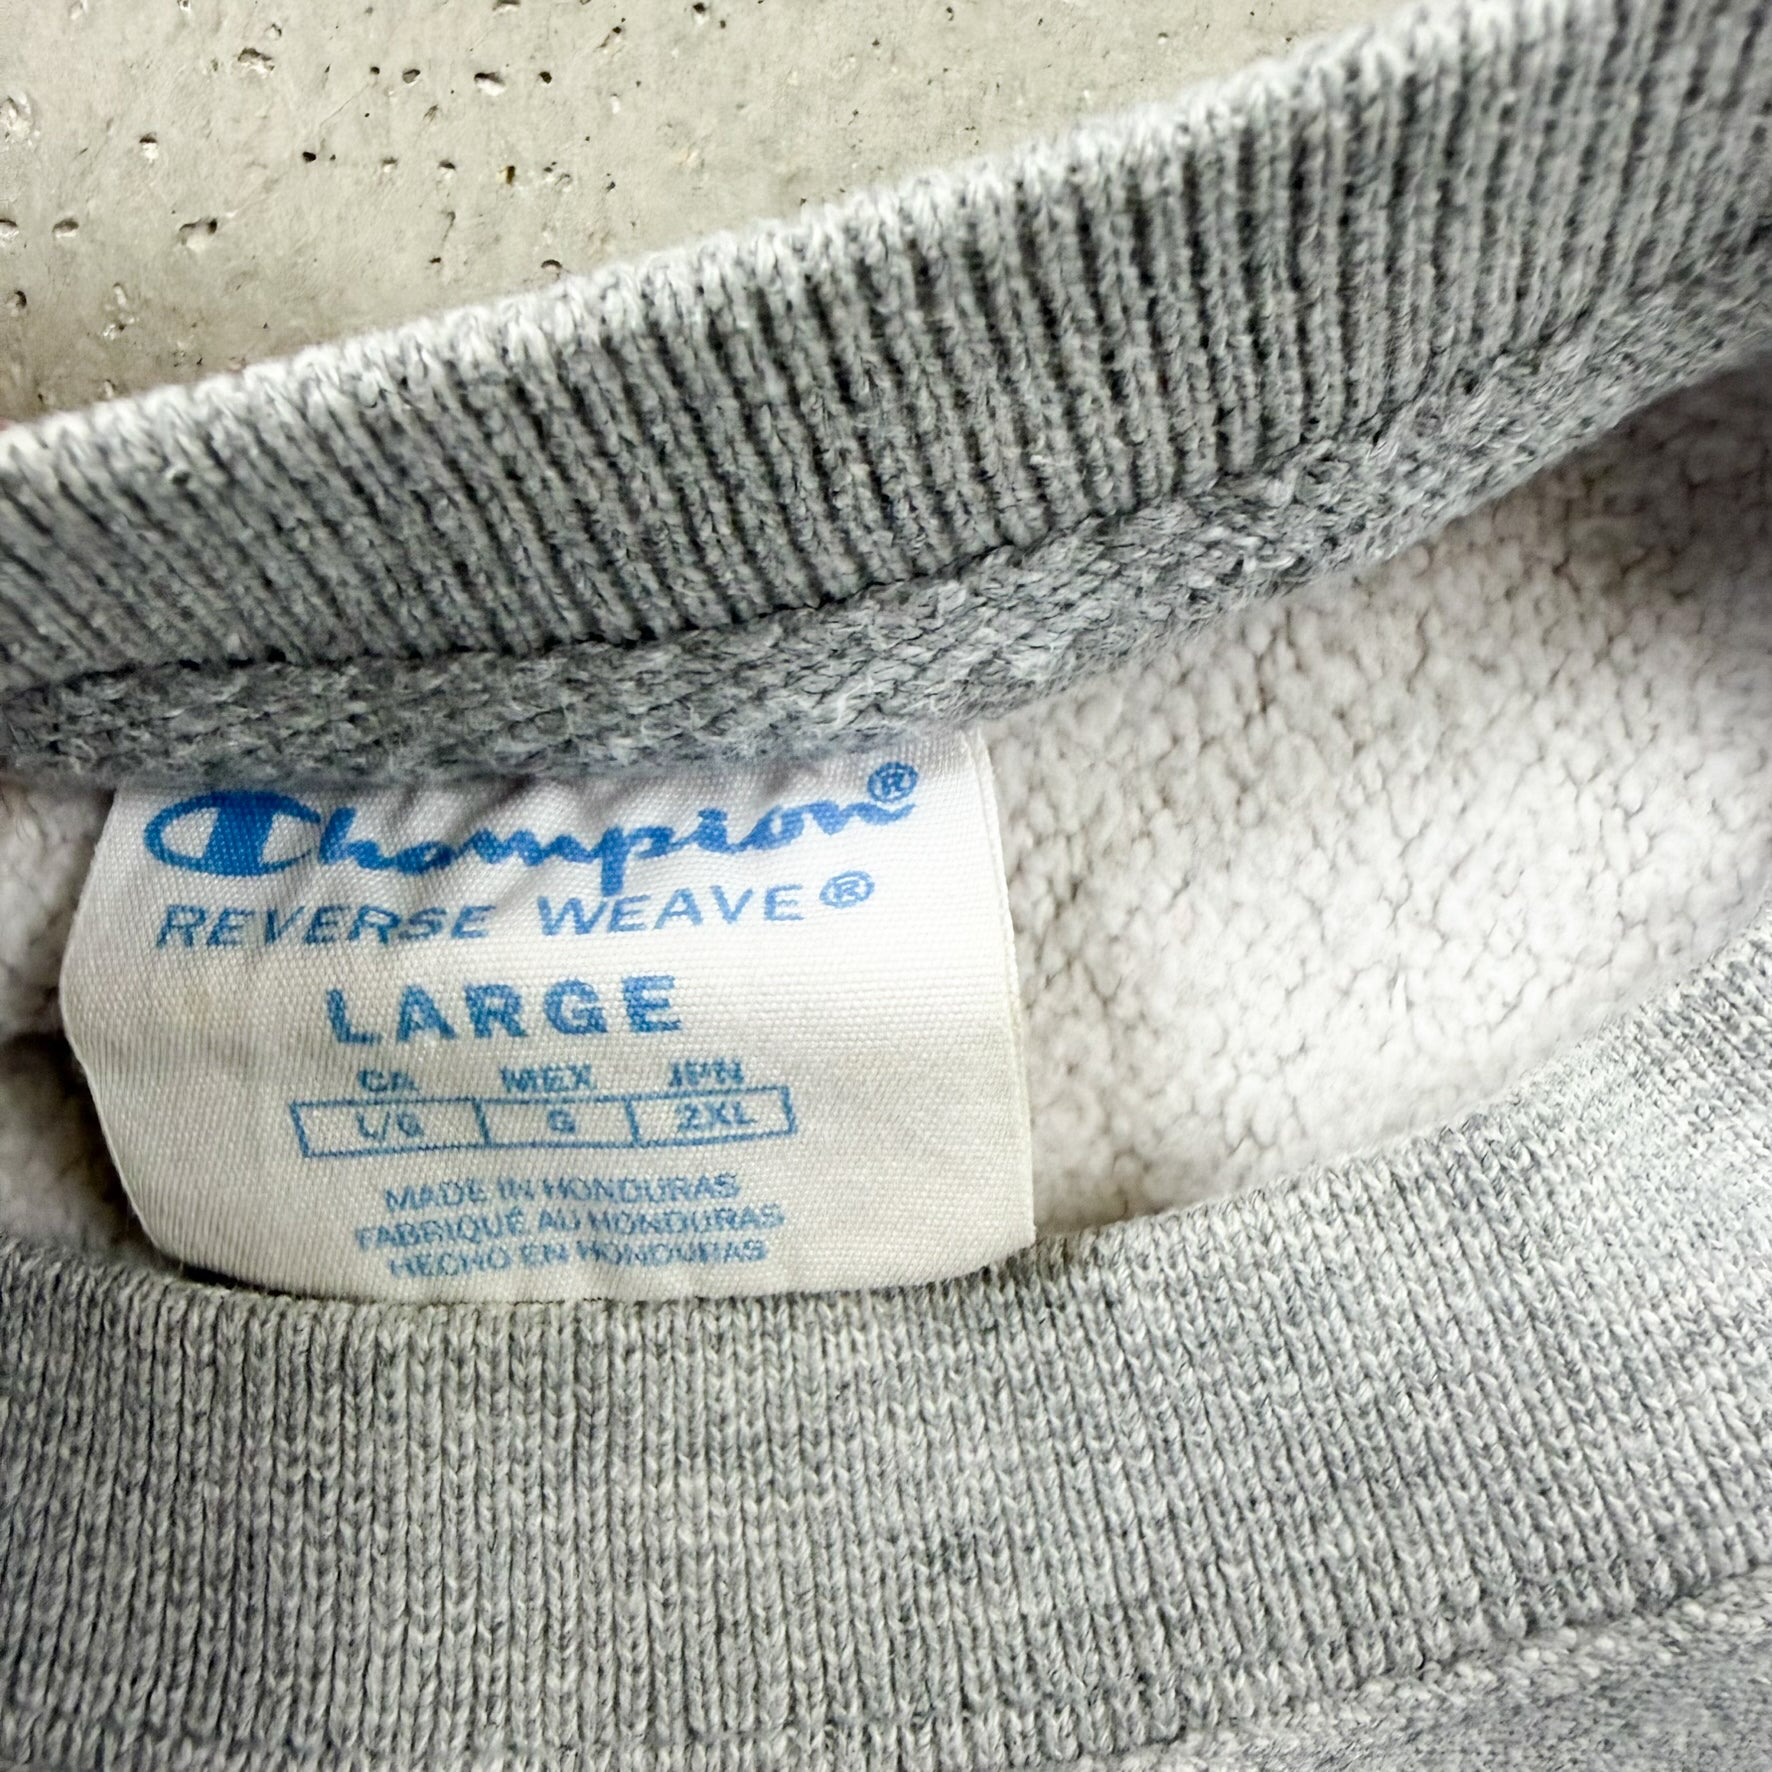 Champion®
REVERSE WEAVE®
LARGE
CA MEX JPN
L/G G 2XL
MADE IN HONDURAS
FABRIQUÉ AU HONDURAS
HECHO EN HONDURAS